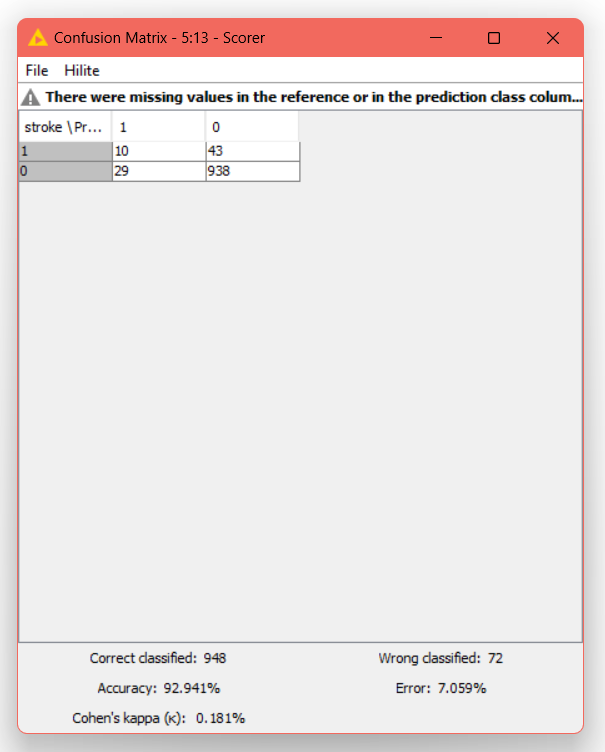 Confusion Matrix - 5:13 - Scorer
File Hilite
There were missing values in the reference or in the prediction class colum...
stroke \Pr... 1 0
1 10 43
0 29 938
Correct classified: 948 Wrong classified: 72
Accuracy: 92.941% Error: 7.059%
Cohen's kappa (κ): 0.181%